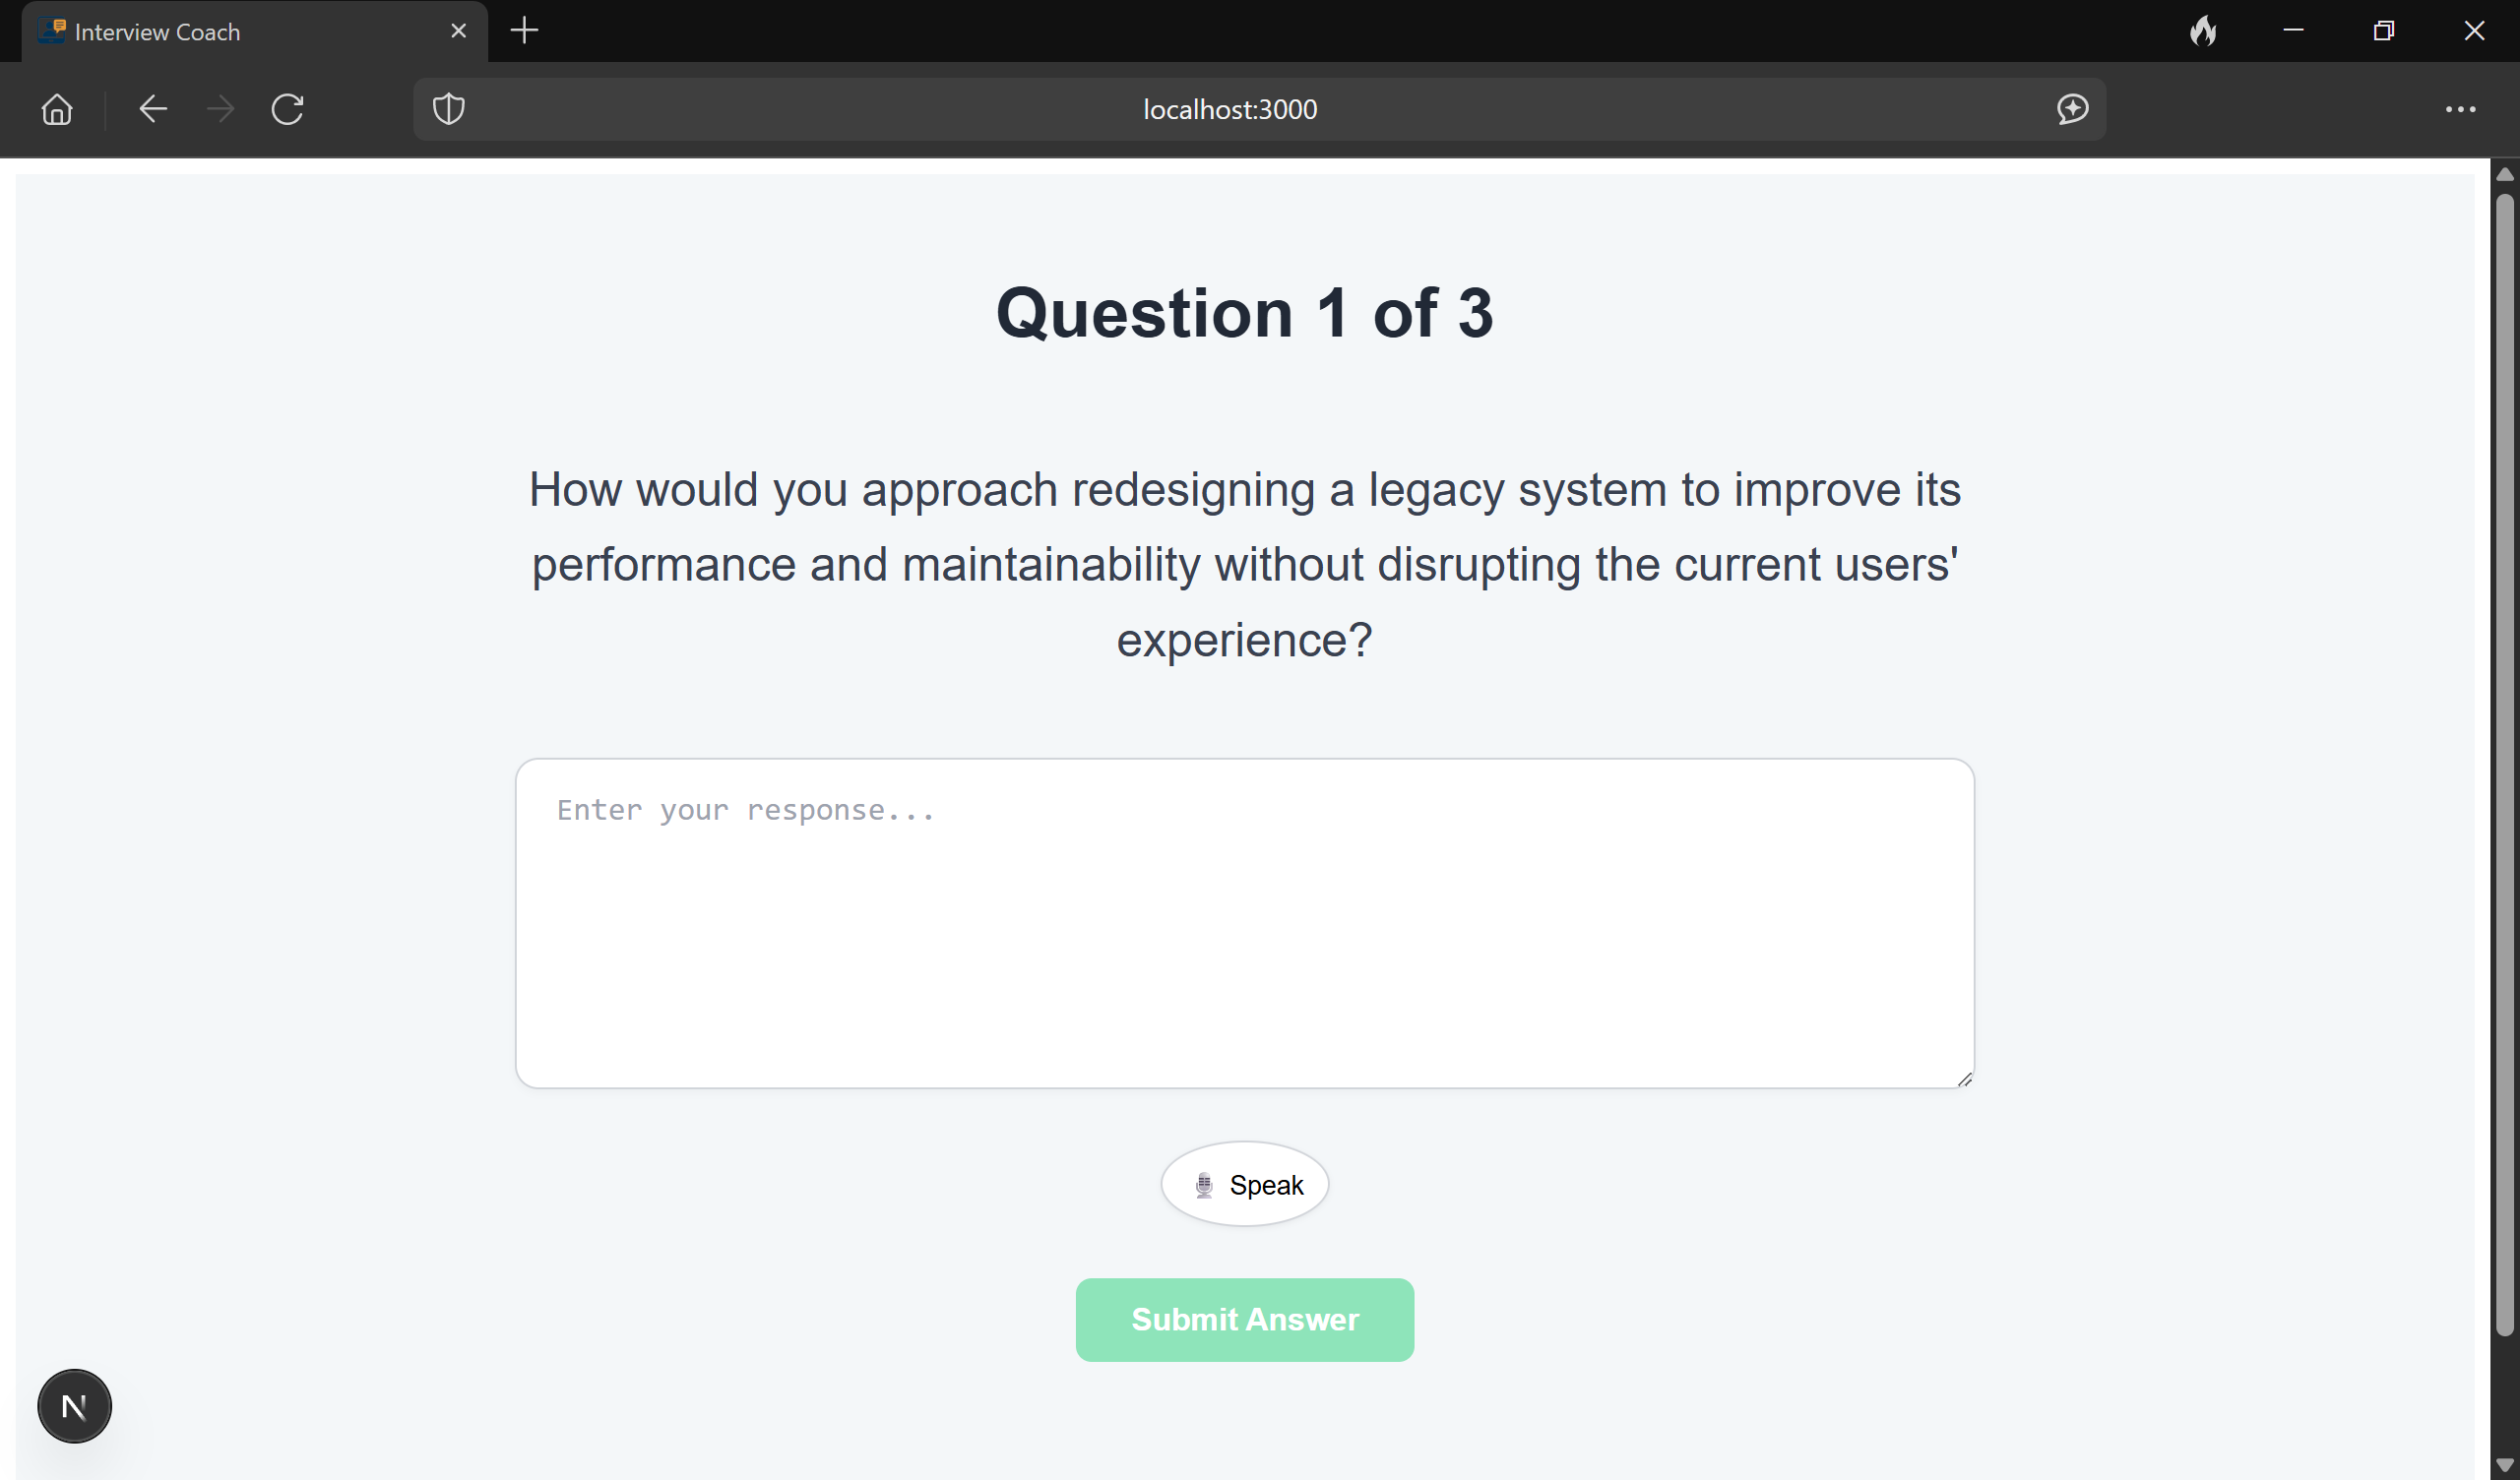 Interview Coach
localhost:3000
Question 1 of 3
How would you approach redesigning a legacy system to improve its
performance and maintainability without disrupting the current users'
experience?
Enter your response...
Speak
Submit Answer
N